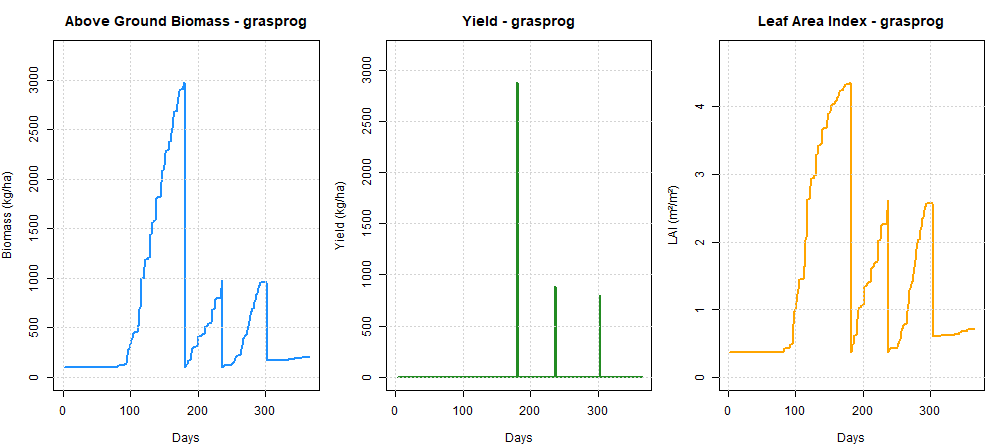 Above Ground Biomass - grasprog
Biomass (kg/ha)
3000
2500
2000
1500
1000
500
0
0 100 200 300
Days
Yield - grasprog
Yield (kg/ha)
3000
2500
2000
1500
1000
500
0
0 100 200 300
Days
Leaf Area Index - grasprog
LAI (m²/m²)
4
3
2
1
0
0 100 200 300
Days